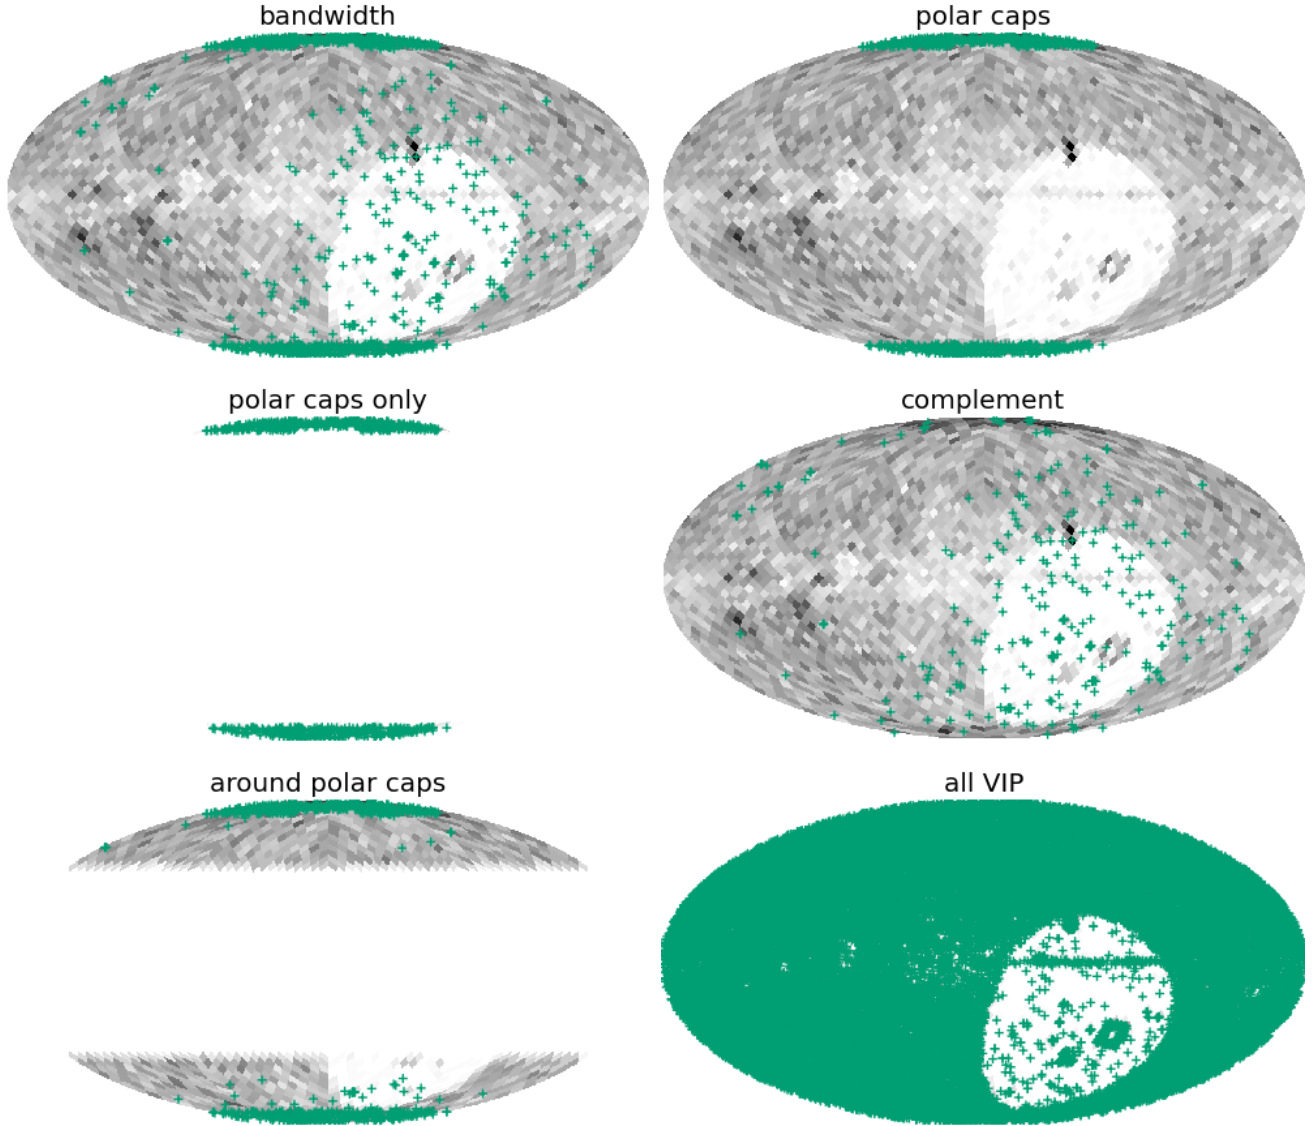 bandwidth
polar caps
polar caps only
complement
around polar caps
all VIP